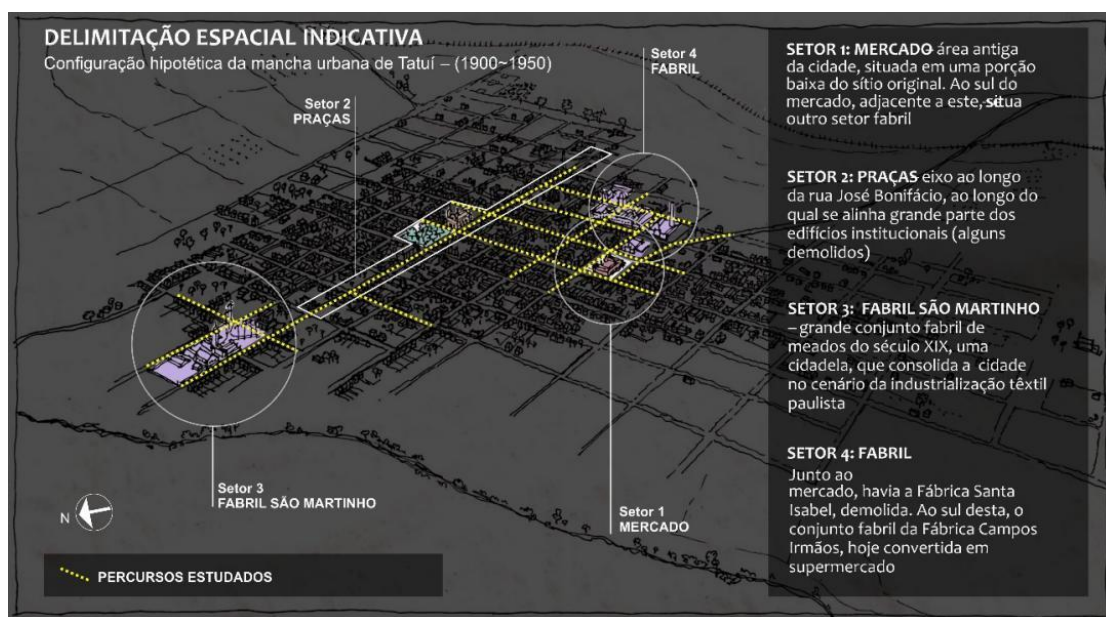 DELIMITAÇÃO ESPACIAL INDICATIVA
Configuração hipotética da mancha urbana de Tatuí – (1900~1950)
Setor 4
FABRIL
Setor 2
PRAÇAS
Setor 3
FABRIL SÃO MARTINHO
Setor 1
MERCADO
N
PERCURSOS ESTUDADOS
SETOR 1: MERCADO – área antiga
da cidade, situada em uma porção
baixa do sítio original. Ao sul do
mercado, adjacente a este, situa
outro setor fabril
SETOR 2: PRAÇAS – eixo ao longo
da rua José Bonifácio, ao longo do
qual se alinha grande parte dos
edifícios institucionais (alguns
demolidos)
SETOR 3: FABRIL SÃO MARTINHO
– grande conjunto fabril de
meados do século XIX, uma
cidadela, que consolida a cidade
no cenário da industrialização têxtil
paulista
SETOR 4: FABRIL
Junto ao
mercado, havia a Fábrica Santa
Isabel, demolida. Ao sul desta, o
conjunto fabril da Fábrica Campos
Irmãos, hoje convertida em
supermercado